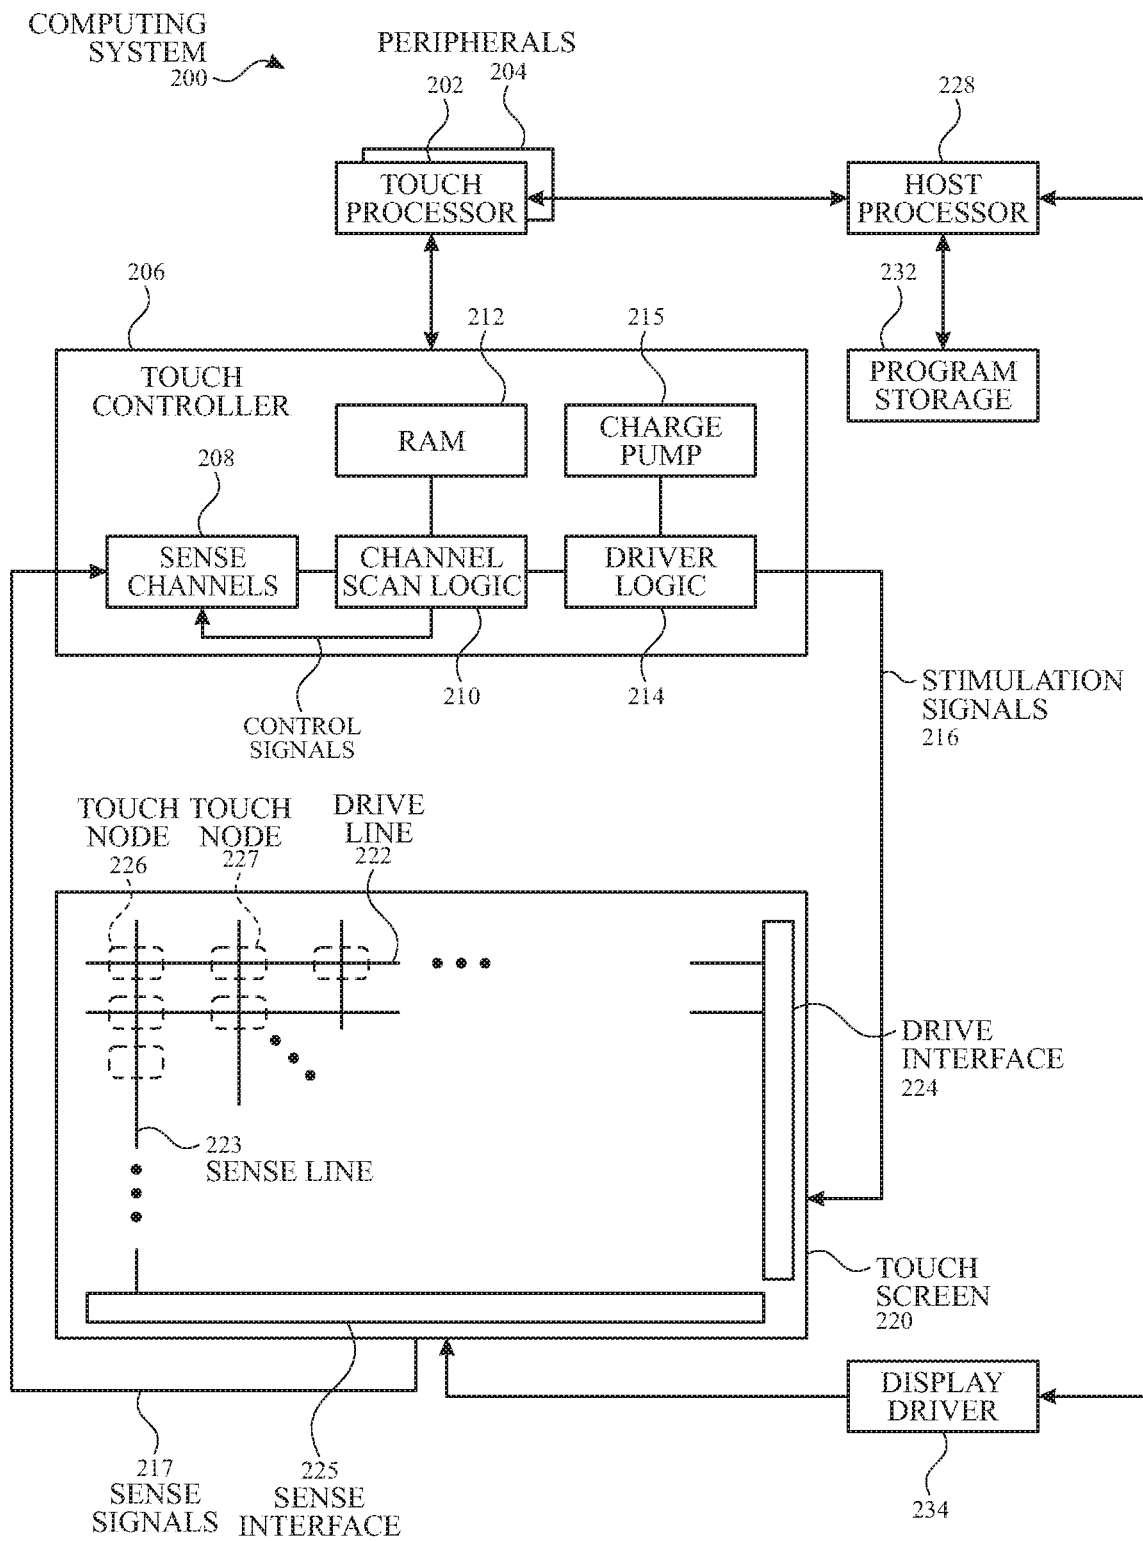 COMPUTING
SYSTEM
200
PERIPHERALS
204
202
228
TOUCH
PROCESSOR
HOST
PROCESSOR
206
212
215
232
TOUCH
CONTROLLER
RAM
CHARGE
PUMP
PROGRAM
STORAGE
208
SENSE
CHANNELS
CHANNEL
SCAN LOGIC
DRIVER
LOGIC
210
214
CONTROL
SIGNALS
STIMULATION
SIGNALS
216
TOUCH
NODE
226
TOUCH
NODE
227
DRIVE
LINE
222
DRIVE
INTERFACE
224
223
SENSE LINE
TOUCH
SCREEN
220
DISPLAY
DRIVER
234
217
SENSE
SIGNALS
225
SENSE
INTERFACE